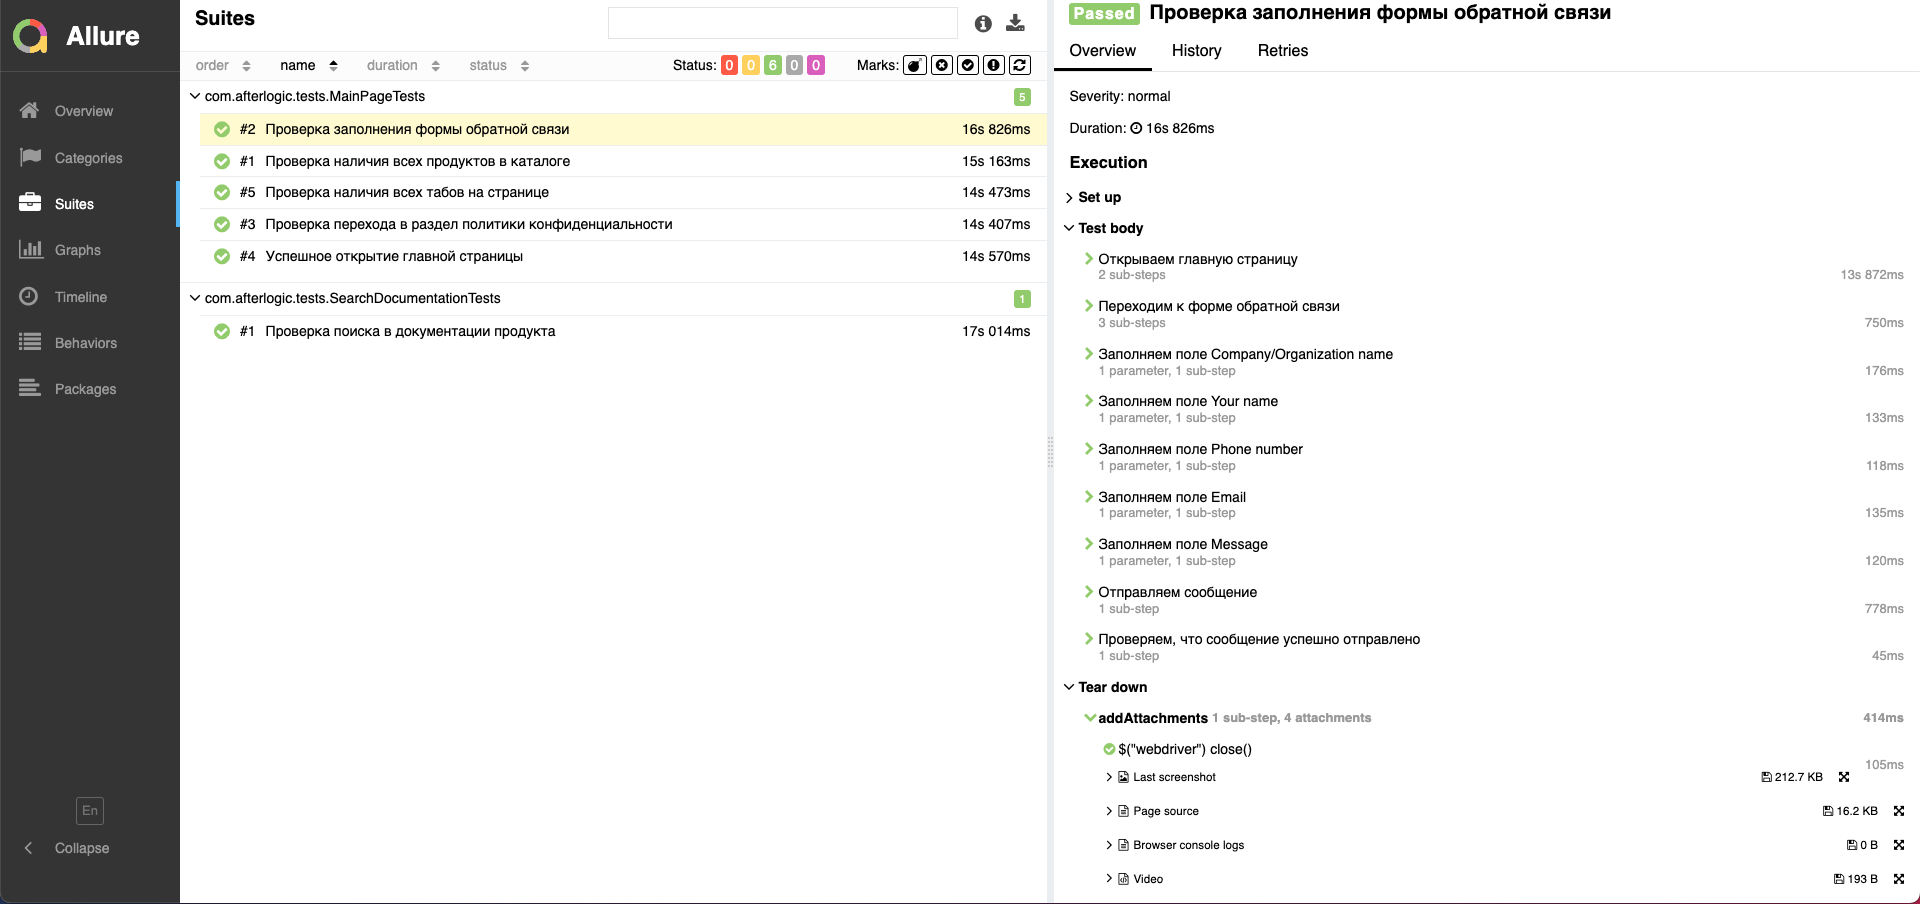 Allure
Overview
Categories
Suites
Graphs
Timeline
Behaviors
Packages
En
Collapse
Suites
order name duration status Status: 0 0 6 0 0 Marks:
com.afterlogic.tests.MainPageTests 5
#2 Проверка заполнения формы обратной связи 16s 826ms
#1 Проверка наличия всех продуктов в каталоге 15s 163ms
#5 Проверка наличия всех табов на странице 14s 473ms
#3 Проверка перехода в раздел политики конфиденциальности 14s 407ms
#4 Успешное открытие главной страницы 14s 570ms
com.afterlogic.tests.SearchDocumentationTests 1
#1 Проверка поиска в документации продукта 17s 014ms
Passed Проверка заполнения формы обратной связи
Overview History Retries
Severity: normal
Duration: 16s 826ms
Execution
Set up
Test body
Открываем главную страницу
2 sub-steps 13s 872ms
Переходим к форме обратной связи
3 sub-steps 750ms
Заполняем поле Company/Organization name
1 parameter, 1 sub-step 176ms
Заполняем поле Your name
1 parameter, 1 sub-step 133ms
Заполняем поле Phone number
1 parameter, 1 sub-step 118ms
Заполняем поле Email
1 parameter, 1 sub-step 135ms
Заполняем поле Message
1 parameter, 1 sub-step 120ms
Отправляем сообщение
1 sub-step 778ms
Проверяем, что сообщение успешно отправлено
1 sub-step 45ms
Tear down
addAttachments 1 sub-step, 4 attachments 414ms
$("webdriver") close()
105ms
Last screenshot 212.7 KB
Page source 16.2 KB
Browser console logs 0 B
Video 193 B